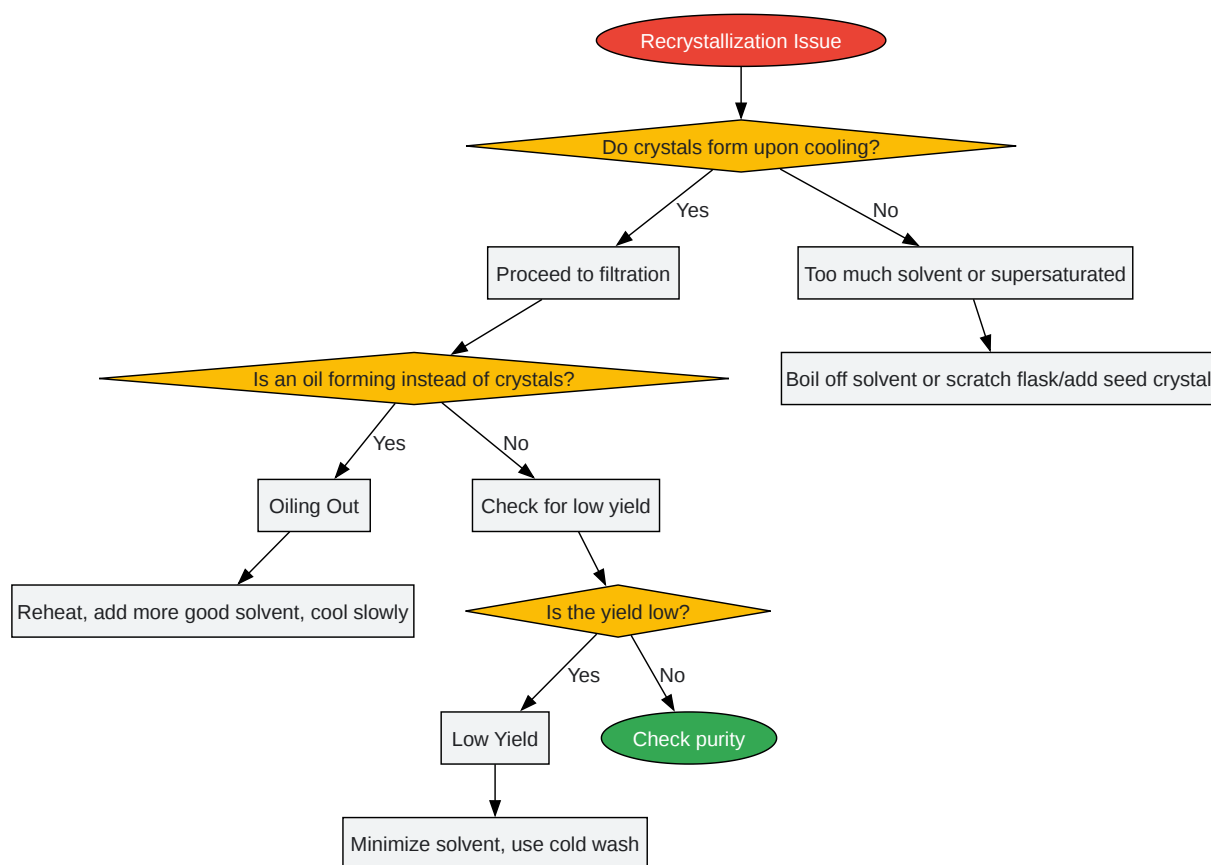 Recrystallization Issue
Do crystals form upon cooling?
Yes
No
Proceed to filtration
Too much solvent or supersaturated
Is an oil forming instead of crystals?
Boil off solvent or scratch flask/add seed crystal
Yes
No
Oiling Out
Check for low yield
Reheat, add more good solvent, cool slowly
Is the yield low?
Yes
No
Low Yield
Check purity
Minimize solvent, use cold wash